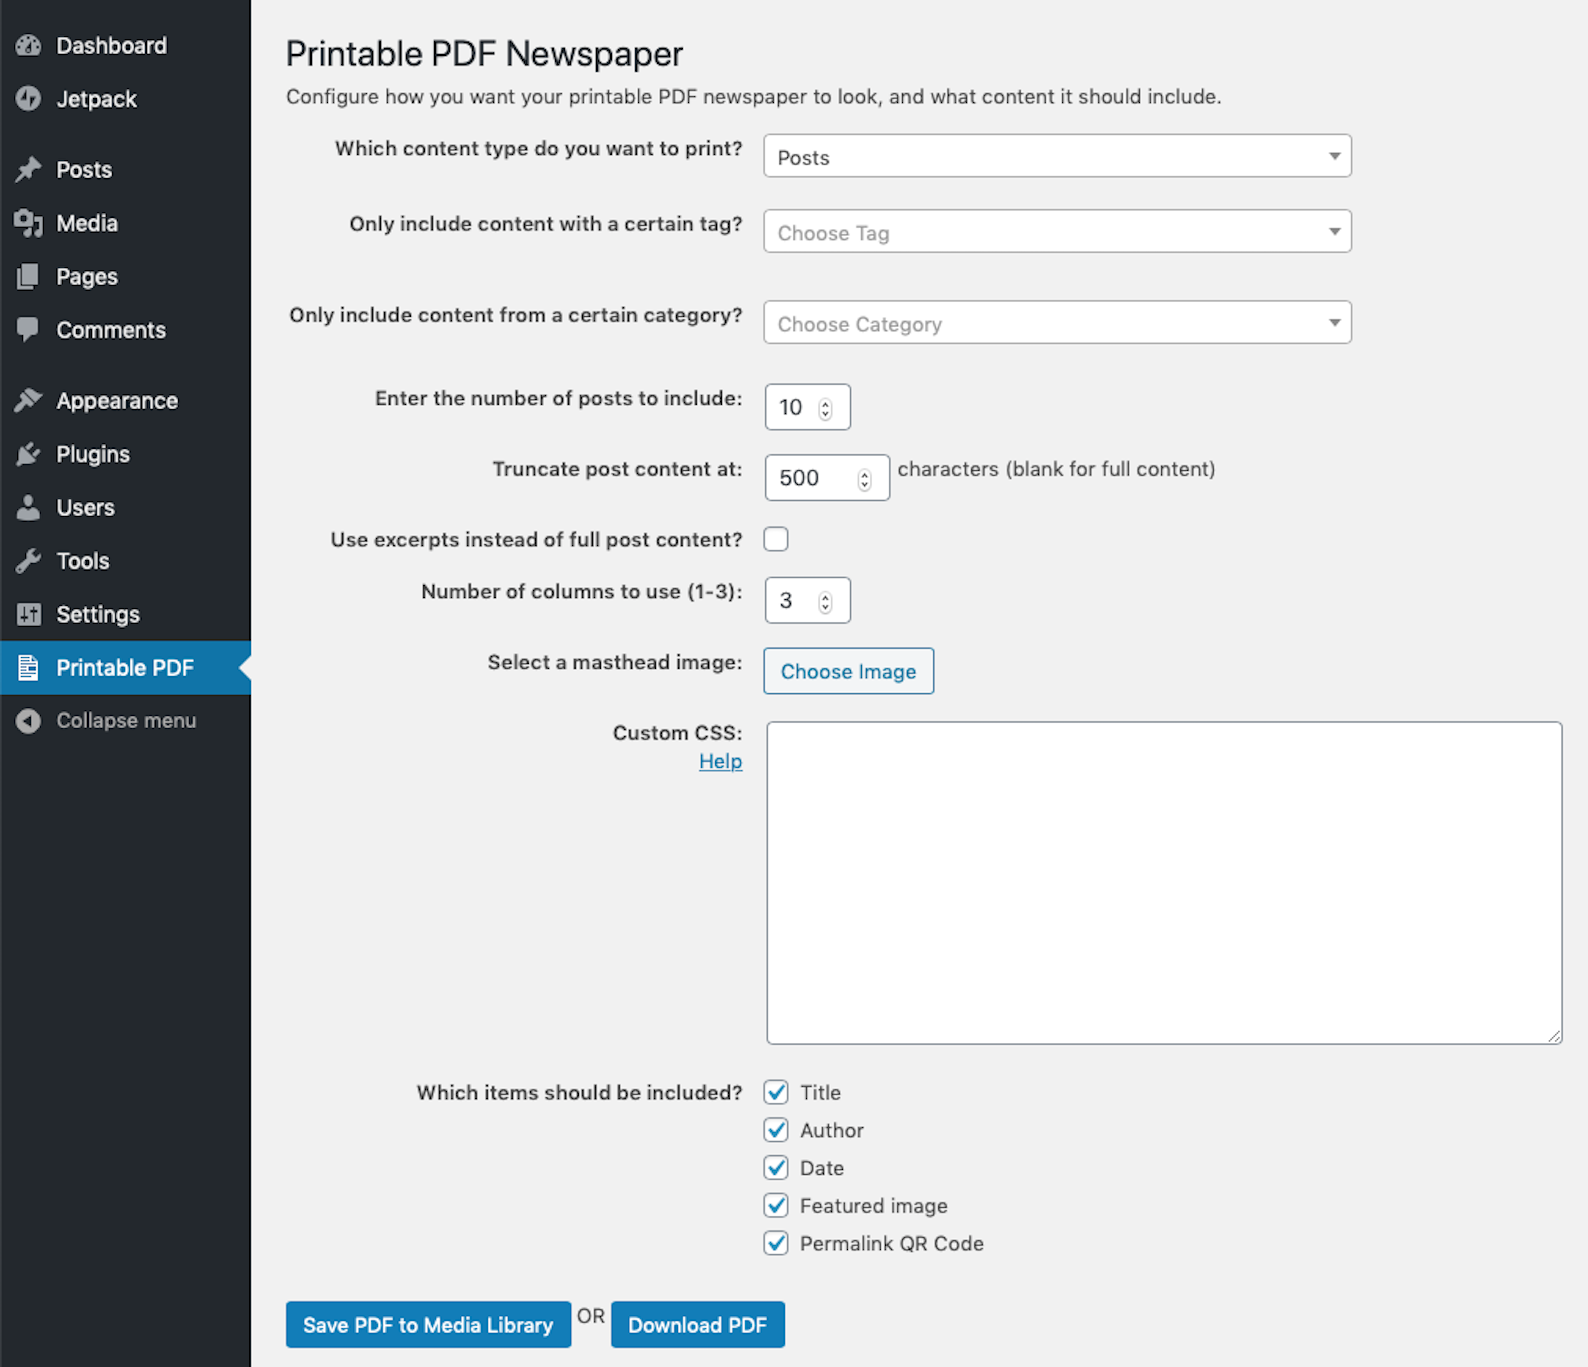 Dashboard
Jetpack
Posts
Media
Pages
Comments
Appearance
Plugins
Users
Tools
Settings
Printable PDF
Collapse menu
Printable PDF Newspaper
Configure how you want your printable PDF newspaper to look, and what content it should include.
Which content type do you want to print? Posts
Only include content with a certain tag? Choose Tag
Only include content from a certain category? Choose Category
Enter the number of posts to include: 10
Truncate post content at: 500 characters (blank for full content)
Use excerpts instead of full post content?
Number of columns to use (1-3): 3
Select a masthead image: Choose Image
Custom CSS:
Help
Which items should be included? Title
Author
Date
Featured image
Permalink QR Code
Save PDF to Media Library OR Download PDF